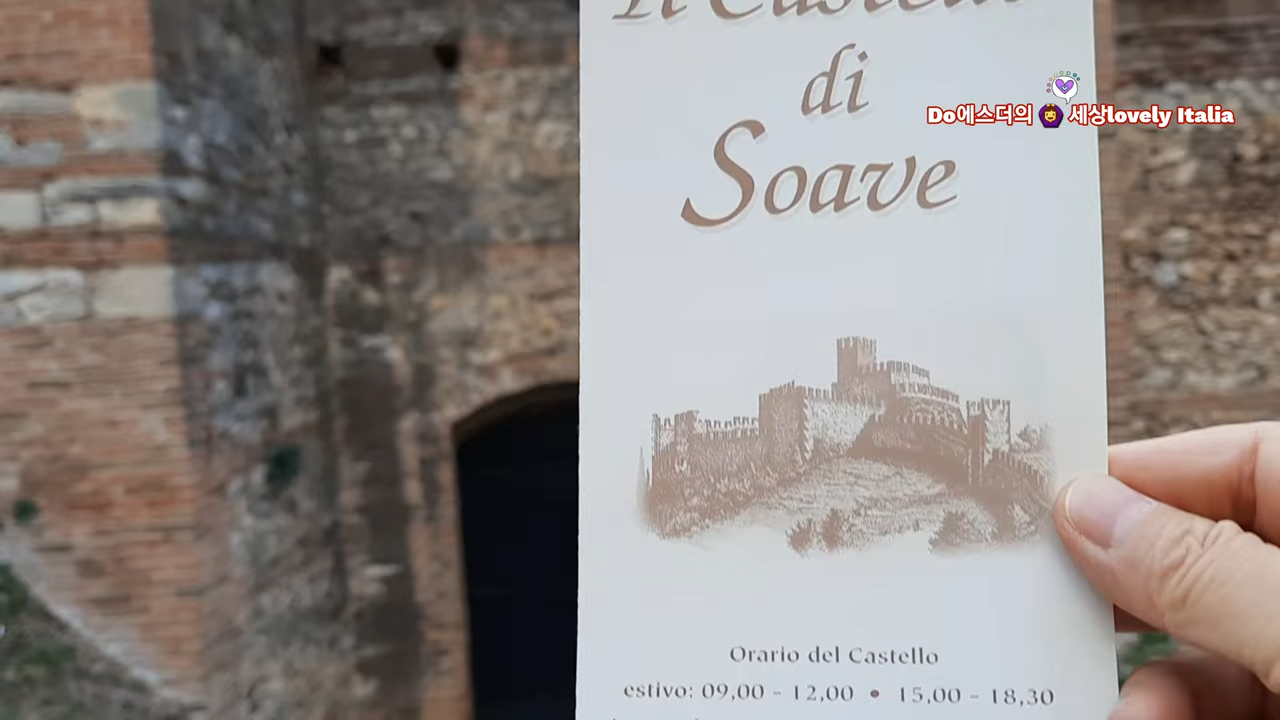 di
Soave
Do에스더의 세상lovely Italia
Orario del Castello
estivo: 09,00 - 12,00 • 15,00 - 18,30